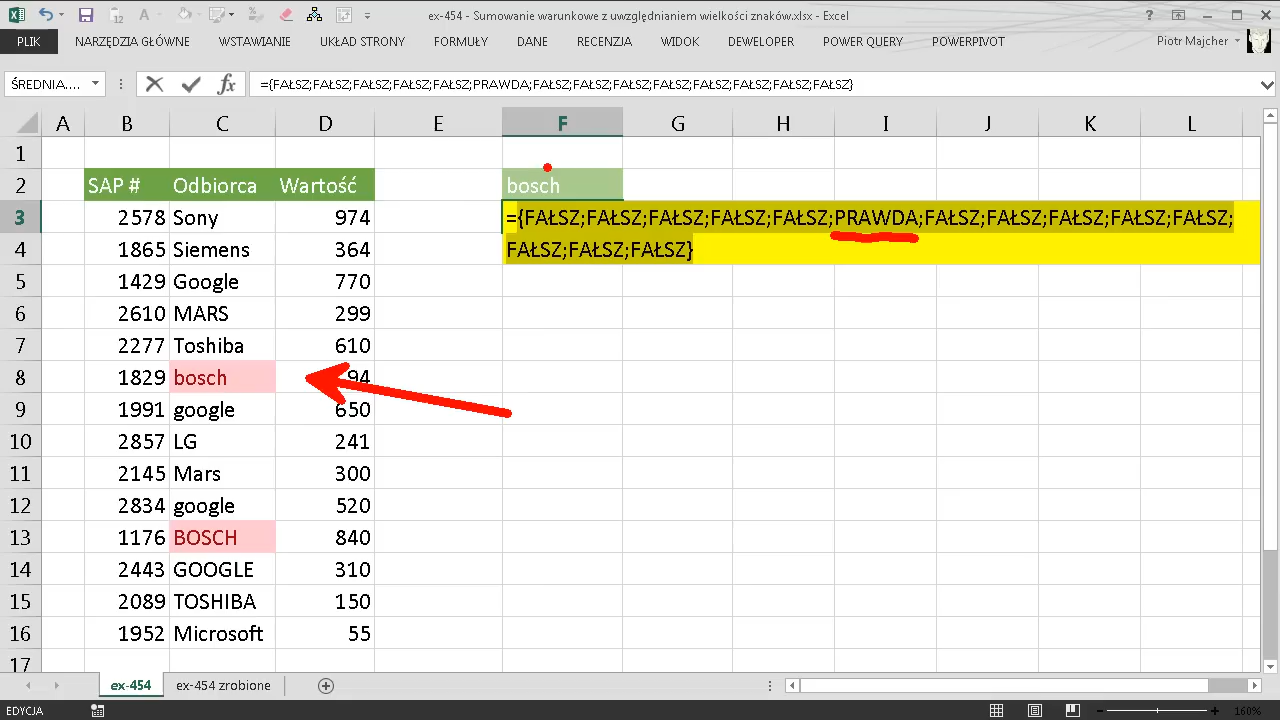 ex-454 - Sumowanie warunkowe z uwzględnianiem wielkości znaków.xlsx - Excel
PLIK NARZĘDZIA GŁÓWNE WSTAWIANIE UKŁAD STRONY FORMUŁY DANE RECENZJA WIDOK DEWELOPER POWER QUERY POWERPIVOT Piotr Majcher
ŚREDNIA.... fx ={FAŁSZ;FAŁSZ;FAŁSZ;FAŁSZ;FAŁSZ;PRAWDA;FAŁSZ;FAŁSZ;FAŁSZ;FAŁSZ;FAŁSZ;FAŁSZ;FAŁSZ;FAŁSZ}
A B C D E F G H I J K L
1
2 SAP # Odbiorca Wartość bosch
3 2578 Sony 974 ={FAŁSZ;FAŁSZ;FAŁSZ;FAŁSZ;FAŁSZ;PRAWDA;FAŁSZ;FAŁSZ;FAŁSZ;FAŁSZ;FAŁSZ;
4 1865 Siemens 364 FAŁSZ;FAŁSZ;FAŁSZ}
5 1429 Google 770
6 2610 MARS 299
7 2277 Toshiba 610
8 1829 bosch 94
9 1991 google 650
10 2857 LG 241
11 2145 Mars 300
12 2834 google 520
13 1176 BOSCH 840
14 2443 GOOGLE 310
15 2089 TOSHIBA 150
16 1952 Microsoft 55
17
ex-454 ex-454 zrobione
EDYCJA 160%